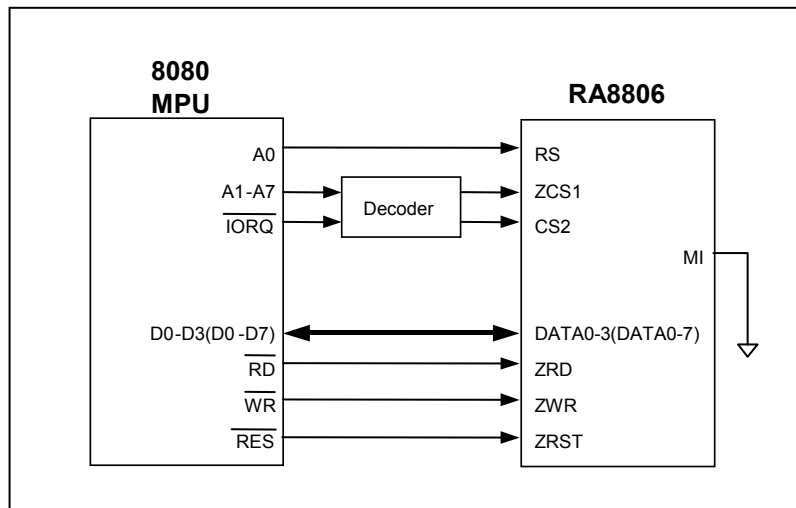 8080
MPU
RA8806
A0
RS
A1-A7
Decoder
ZCS1
IORQ
CS2
MI
D0-D3(D0 -D7)
DATA0-3(DATA0-7)
RD
ZRD
WR
ZWR
RES
ZRST